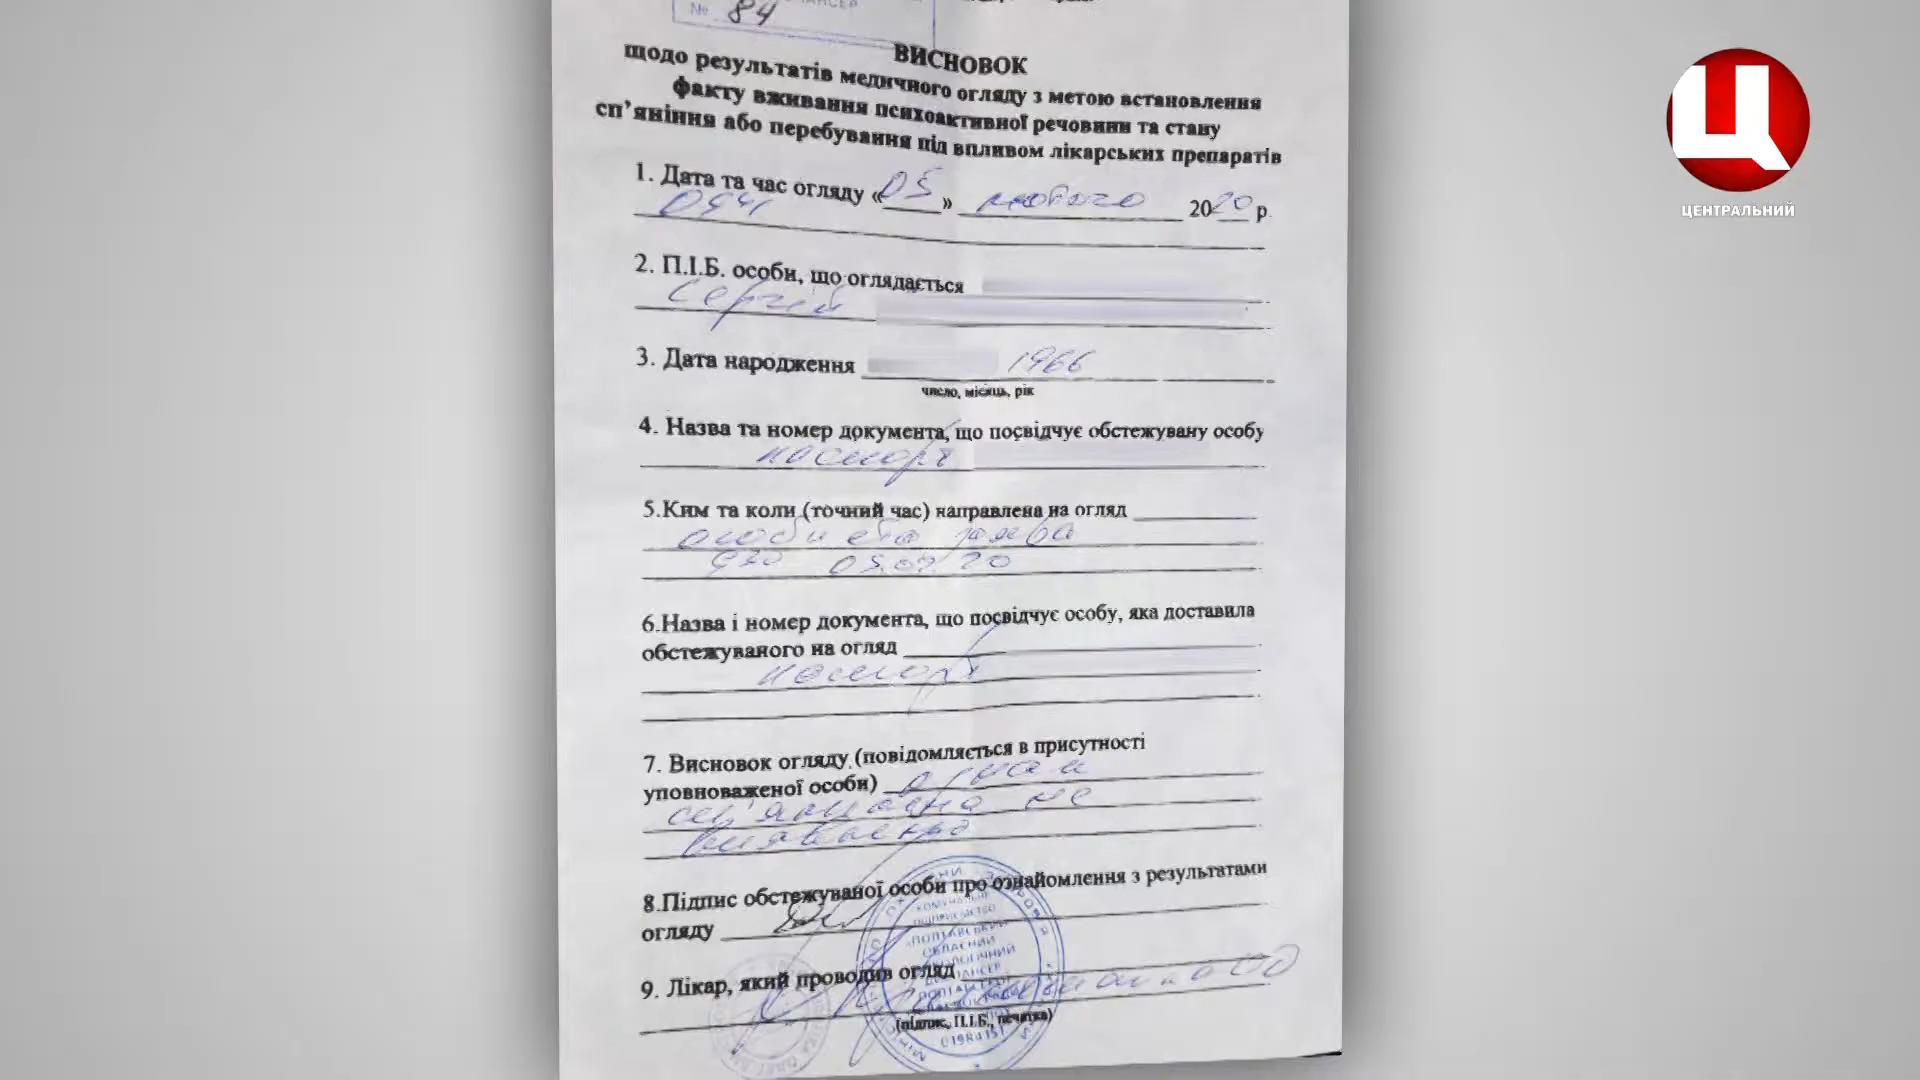 № 84
ВИСНОВОК
щодо результатів медичного огляду з метою встановлення
факту вживання психоактивної речовини та стану
сп’яніння або перебування під впливом лікарських препаратів
ЦЕНТРАЛЬНИЙ
1. Дата та час огляду «05» лютого 2020 р.
2. П.І.Б. особи, що оглядається
Сергій
3. Дата народження 1966
число, місяць, рік
4. Назва та номер документа, що посвідчує обстежувану особу
паспорт
5.Ким та коли (точний час) направлена на огляд
особиста заява
930 05.02.20
6.Назва і номер документа, що посвідчує особу, яка доставила
обстежуваного на огляд
паспорт
7. Висновок огляду (повідомляється в присутності
уповноваженої особи) ознак
сп'яніння не
виявлено
8.Підпис обстежуваної особи про ознайомлення з результатами
огляду
9. Лікар, який проводив огляд
(підпис, П.І.Б., печатка)
КОМУНАЛЬНЕ
ПІДПРИЄМСТВО
ПОЛТАВСЬКИЙ
ОБЛАСНИЙ